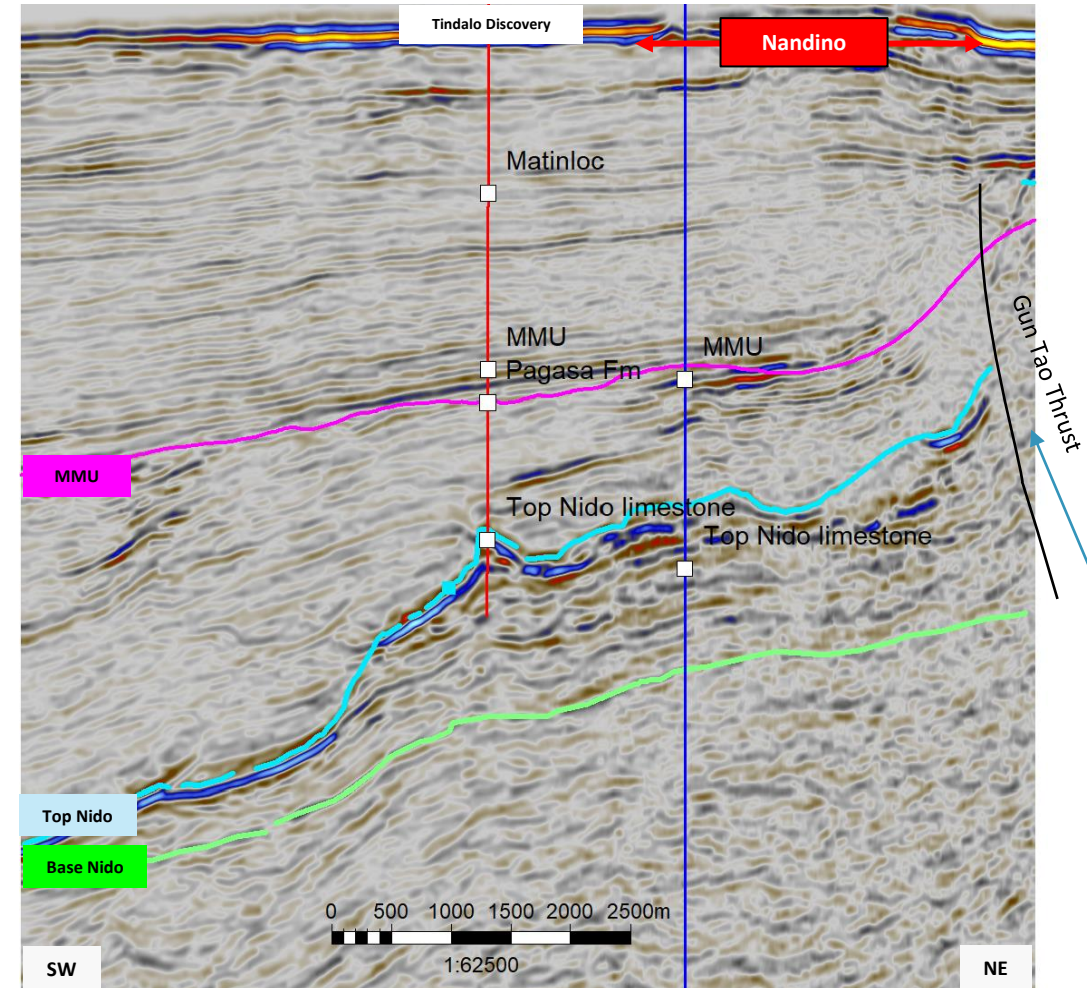 Tindalo Discovery
Nandino
Matinloc
MMU
Pagasa Fm
MMU
Gun Tao Thrust
MMU
Top Nido limestone
Top Nido limestone
Top Nido
Base Nido
0 500 1000 1500 2000 2500m
1:62500
SW
NE